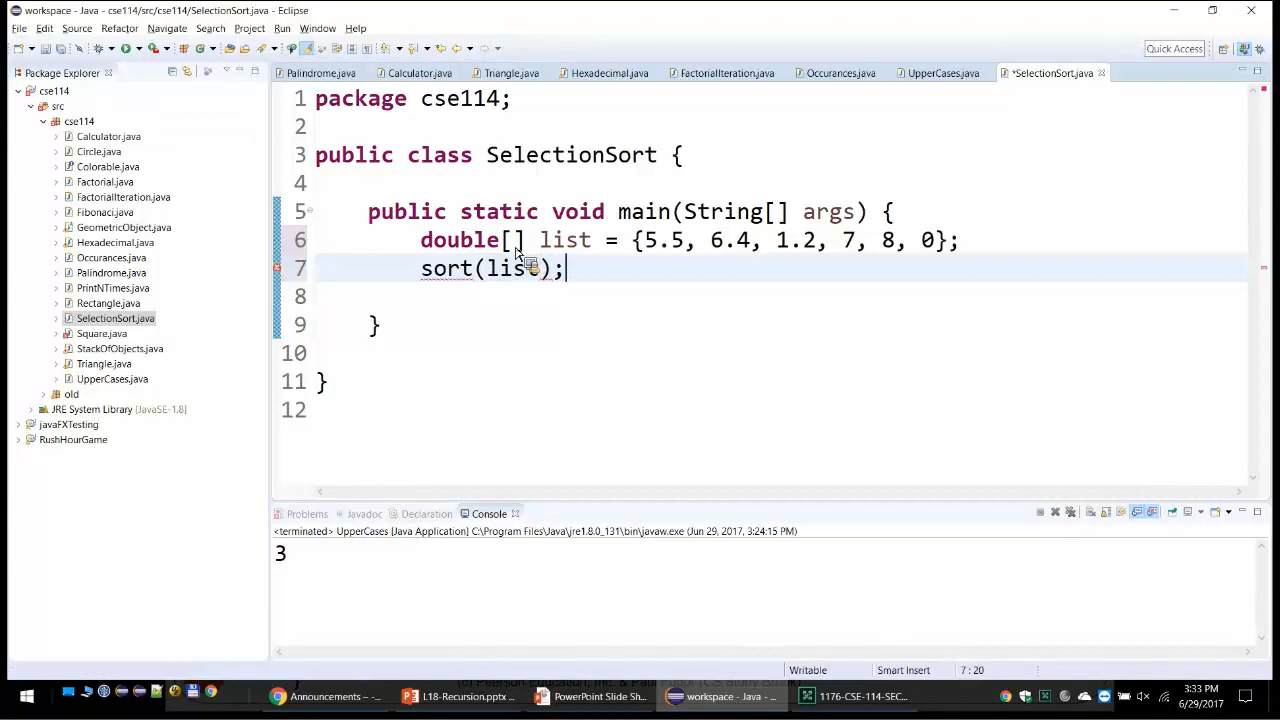 workspace - Java - cse114/src/cse114/SelectionSort.java - Eclipse
File Edit Source Refactor Navigate Search Project Run Window Help
Quick Access
Package Explorer
Palindrome.java Calculator.java Triangle.java Hexadecimal.java FactorialIteration.java Occurances.java UpperCases.java *SelectionSort.java
cse114
src
cse114
Calculator.java
Circle.java
Colorable.java
Factorial.java
FactorialIteration.java
Fibonaci.java
GeometricObject.java
Hexadecimal.java
Occurances.java
Palindrome.java
PrintNTimes.java
Rectangle.java
SelectionSort.java
Square.java
StackOfObjects.java
Triangle.java
UpperCases.java
old
JRE System Library [JavaSE-1.8]
javaFXTesting
RushHourGame
1 package cse114;
2
3 public class SelectionSort {
4
5 public static void main(String[] args) {
6 double[] list = {5.5, 6.4, 1.2, 7, 8, 0};
7 sort(list);
8
9 }
10
11 }
12
Problems Javadoc Declaration Console
<terminated> UpperCases [Java Application] C:\Program Files\Java\jre1.8.0_131\bin\javaw.exe (Jun 29, 2017, 3:24:15 PM)
3
Writable Smart Insert 7 : 20
Announcements – ... L18-Recursion.pptx ... PowerPoint Slide Sh... workspace - Java - ... 1176-CSE-114-SEC...
3:33 PM
6/29/2017